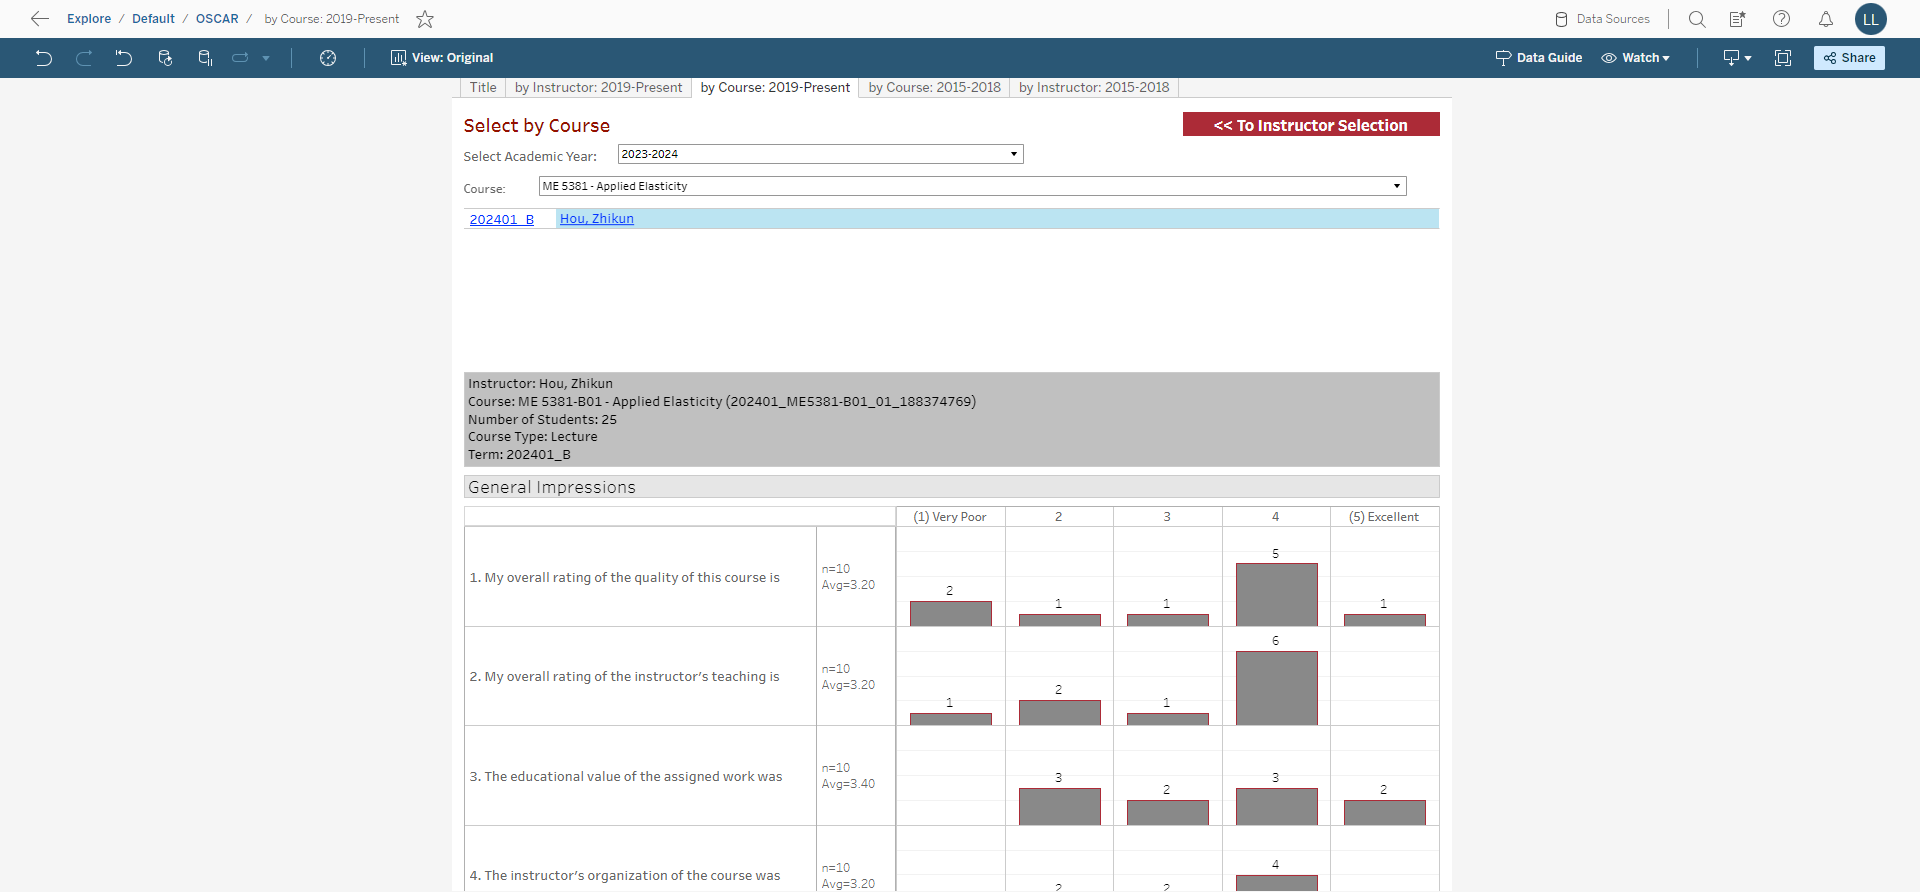 Explore / Default / OSCAR / by Course: 2019-Present
Data Sources
LL
View: Original
Data Guide
Watch
Share
Title
by Instructor: 2019-Present
by Course: 2019-Present
by Course: 2015-2018
by Instructor: 2015-2018
Select by Course
<< To Instructor Selection
Select Academic Year: 2023-2024
Course: ME 5381 - Applied Elasticity
202401_B Hou, Zhikun
Instructor: Hou, Zhikun
Course: ME 5381-B01 - Applied Elasticity (202401_ME5381-B01_01_188374769)
Number of Students: 25
Course Type: Lecture
Term: 202401_B
General Impressions
(1) Very Poor 2 3 4 (5) Excellent
1. My overall rating of the quality of this course is
n=10
Avg=3.20
2 1 1 5 1
2. My overall rating of the instructor's teaching is
n=10
Avg=3.20
1 2 1 6
3. The educational value of the assigned work was
n=10
Avg=3.40
3 2 3 2
4. The instructor's organization of the course was
n=10
Avg=3.20
2 2 4